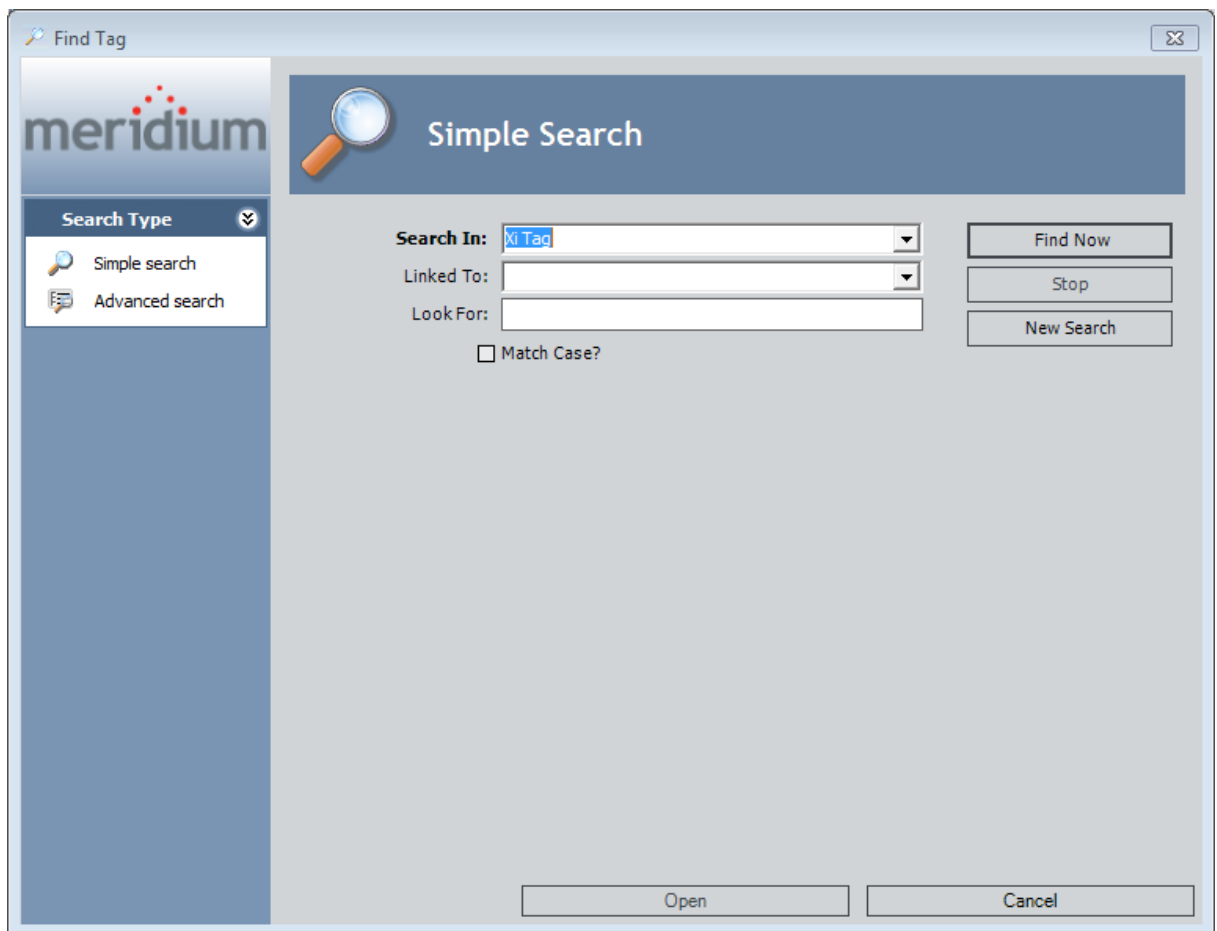 Find Tag
meridium
Simple Search
Search Type
Simple search
Advanced search
Search In: Xi Tag
Linked To:
Look For:
Match Case?
Find Now
Stop
New Search
Open Cancel